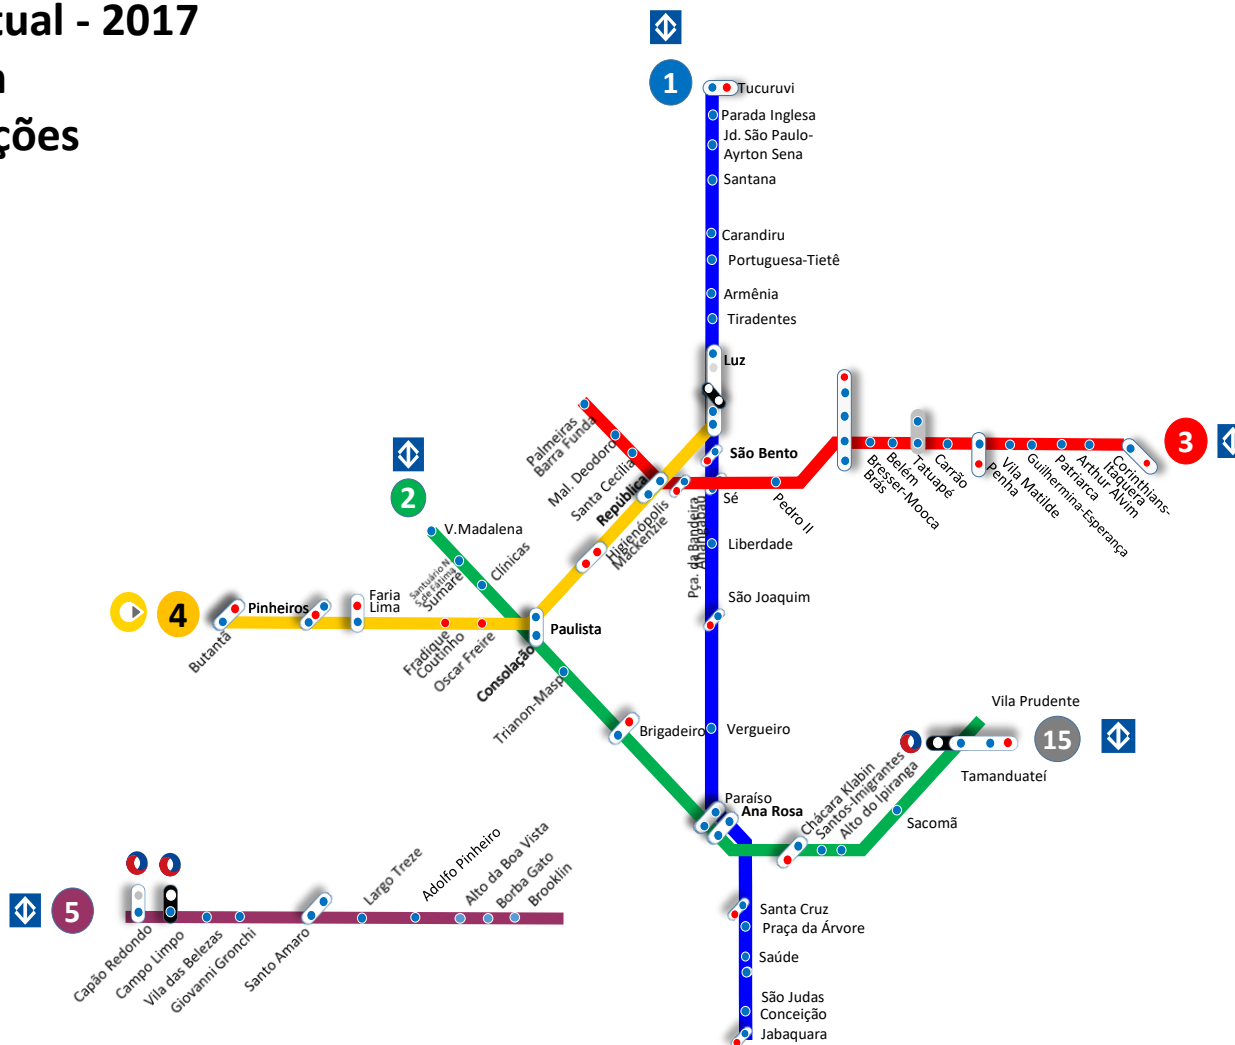 tual - 2017
ções
1
Tucuruvi
Parada Inglesa
Jd. São Paulo-
Ayrton Sena
Santana
Carandiru
Portuguesa-Tietê
Armênia
Tiradentes
Luz
São Bento
Sé
Liberdade
São Joaquim
Vergueiro
Paraíso
Ana Rosa
Santa Cruz
Praça da Árvore
Saúde
São Judas
Conceição
Jabaquara
3
Palmeiras
Barra Funda
Mal. Deodoro
Santa Cecília
República
Higienópolis
Mackenzie
Pça. da Bandeira
Anhangabaú
Pedro II
Brás
Bresser-Mooca
Belém
Tatuapé
Carrão
Penha
Vila Matilde
Guilhermina-Esperança
Patriarca
Arthur Alvim
Corinthians-
Itaquera
2
V.Madalena
Santuário N.
S.de Fátima
Sumaré
Clínicas
Consolação
Trianon-Masp
Brigadeiro
Chácara Klabin
Santos-Imigrantes
Alto do Ipiranga
Sacomã
Tamanduateí
Vila Prudente
15
4
Butantã
Pinheiros
Faria
Lima
Fradique
Coutinho
Oscar Freire
Paulista
5
Capão Redondo
Campo Limpo
Vila das Belezas
Giovanni Gronchi
Santo Amaro
Largo Treze
Adolfo Pinheiro
Alto da Boa Vista
Borba Gato
Brooklin